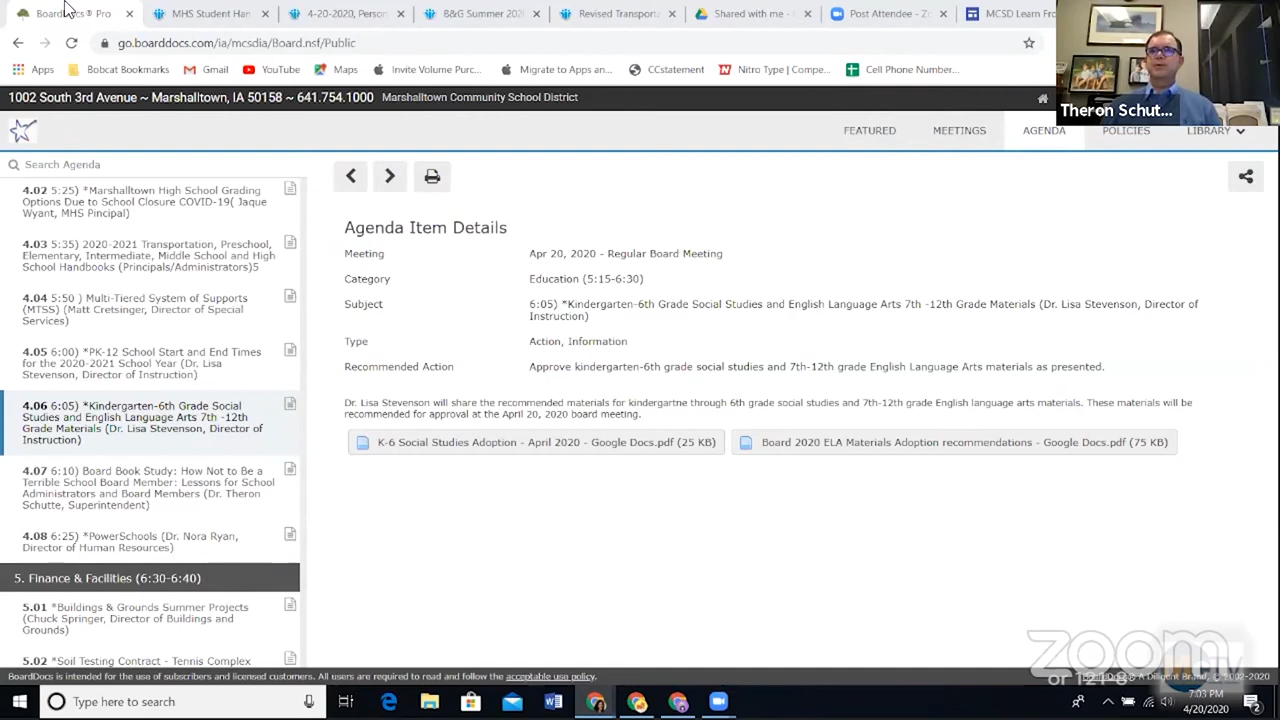 BoardDocs® Pro
MHS Student Han
4-20-2020 Person
B&G Summer 2020
Revised Transporta
Shared with me -
Post Attendee - Zoom
MCSD Learn Fro
go.boarddocs.com/ia/mcsdia/Board.nsf/Public
Apps
Bobcat Bookmarks
Gmail
YouTube
Maps
Invite Volume Purc...
Migrate to Apps an...
CCstatement
Nitro Type | Compe...
Cell Phone Number...
1002 South 3rd Avenue ~ Marshalltown, IA 50158 ~ 641.754.1000 Marshalltown Community School District
Theron Schut...
FEATURED
MEETINGS
AGENDA
POLICIES
LIBRARY
Search Agenda
4.02 5:25) *Marshalltown High School Grading
Options Due to School Closure COVID-19( Jaque
Wyant, MHS Pincipal)
4.03 5:35) 2020-2021 Transportation, Preschool,
Elementary, Intermediate, Middle School and High
School Handbooks (Principals/Administrators)5
4.04 5:50 ) Multi-Tiered System of Supports
(MTSS) (Matt Cretsinger, Director of Special
Services)
4.05 6:00) *PK-12 School Start and End Times
for the 2020-2021 School Year (Dr. Lisa
Stevenson, Director of Instruction)
4.06 6:05) *Kindergarten-6th Grade Social
Studies and English Language Arts 7th -12th
Grade Materials (Dr. Lisa Stevenson, Director of
Instruction)
4.07 6:10) Board Book Study: How Not to Be a
Terrible School Board Member: Lessons for School
Administrators and Board Members (Dr. Theron
Schutte, Superintendent)
4.08 6:25) *PowerSchools (Dr. Nora Ryan,
Director of Human Resources)
5. Finance & Facilities (6:30-6:40)
5.01 *Buildings & Grounds Summer Projects
(Chuck Springer, Director of Buildings and
Grounds)
5.02 *Soil Testing Contract - Tennis Complex
Agenda Item Details
Meeting Apr 20, 2020 - Regular Board Meeting
Category Education (5:15-6:30)
Subject 6:05) *Kindergarten-6th Grade Social Studies and English Language Arts 7th -12th Grade Materials (Dr. Lisa Stevenson, Director of
Instruction)
Type Action, Information
Recommended Action Approve kindergarten-6th grade social studies and 7th-12th grade English Language Arts materials as presented.
Dr. Lisa Stevenson will share the recommended materials for kindergartne through 6th grade social studies and 7th-12th grade English language arts materials. These materials will be
recommended for approval at the April 20, 2020 board meeting.
K-6 Social Studies Adoption - April 2020 - Google Docs.pdf (25 KB)
Board 2020 ELA Materials Adoption recommendations - Google Docs.pdf (75 KB)
zoom
BoardDocs is intended for the use of subscribers and licensed customers. All users are required to read and follow the acceptable use policy.
Type here to search
7:03 PM
4/20/2020
2